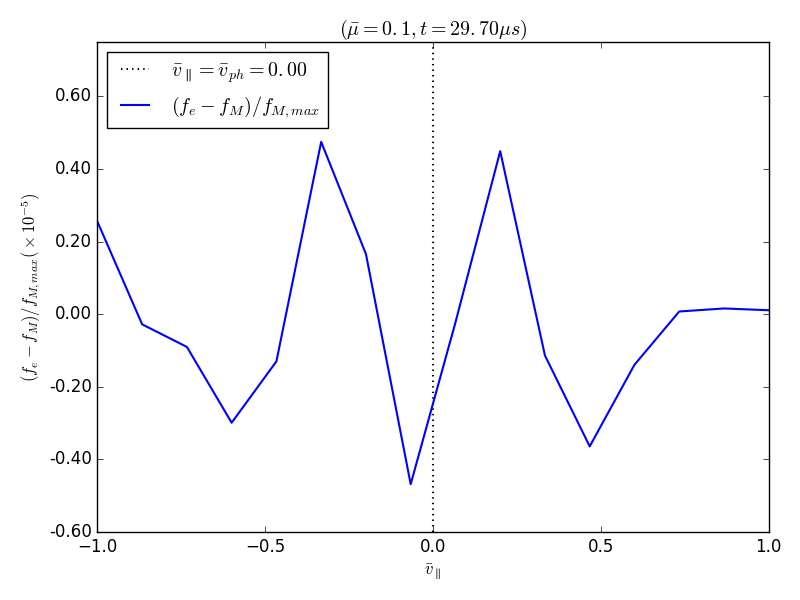 (μ̄ = 0.1, t = 29.70μs)
v̄∥ = v̄ph = 0.00
(fe − fM)/fM,max
(fe − fM)/fM,max(×10⁻⁵)
0.60
0.40
0.20
0.00
-0.20
-0.40
-0.60
−1.0 −0.5 0.0 0.5 1.0
v̄∥